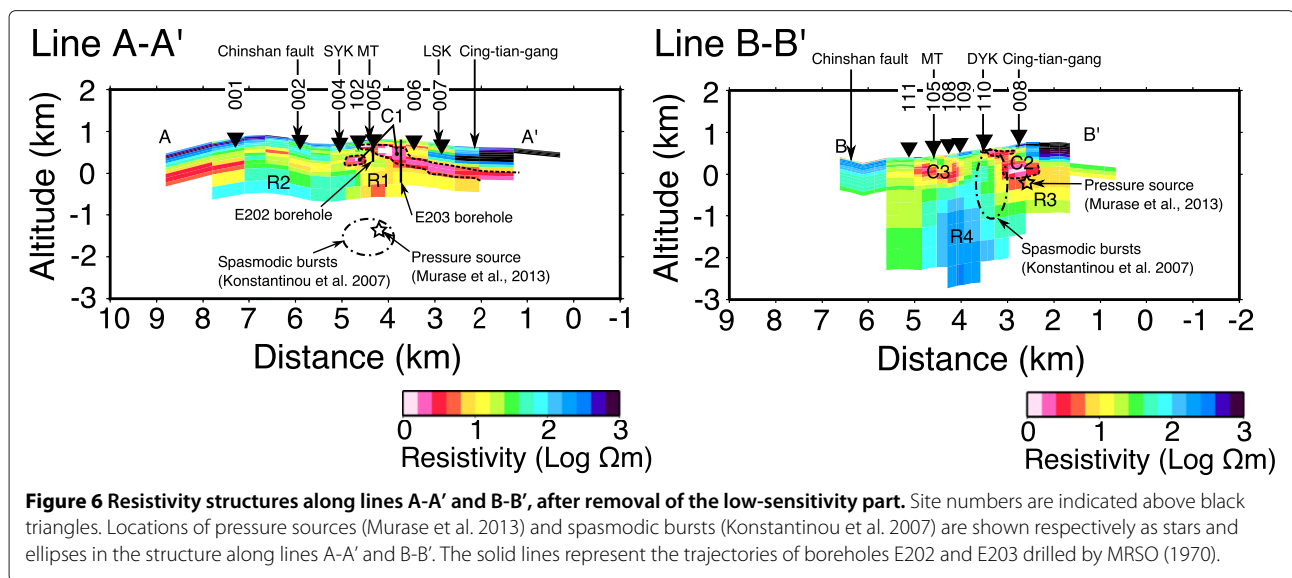 Line A-A'
Chinshan fault SYK MT LSK Cing-tian-gang
001 002 004 102 005 006 007
C1
A A'
R2 R1
E202 borehole E203 borehole
Spasmodic bursts
(Konstantinou et al. 2007)
Pressure source
(Murase et al., 2013)
Altitude (km)
2
1
0
-1
-2
-3
10 9 8 7 6 5 4 3 2 1 0 -1
Distance (km)
0 1 2 3
Resistivity (Log Ωm)
Line B-B'
Chinshan fault MT DYK Cing-tian-gang
111 105 108 109 110 008
B B'
C3 C2
R3
R4
Pressure source
(Murase et al., 2013)
Spasmodic bursts
(Konstantinou et al. 2007)
Altitude (km)
2
1
0
-1
-2
-3
9 8 7 6 5 4 3 2 1 0 -1 -2
Distance (km)
0 1 2 3
Resistivity (Log Ωm)
Figure 6 Resistivity structures along lines A-A′ and B-B′, after removal of the low-sensitivity part. Site numbers are indicated above black
triangles. Locations of pressure sources (Murase et al. 2013) and spasmodic bursts (Konstantinou et al. 2007) are shown respectively as stars and
ellipses in the structure along lines A-A′ and B-B′. The solid lines represent the trajectories of boreholes E202 and E203 drilled by MRSO (1970).